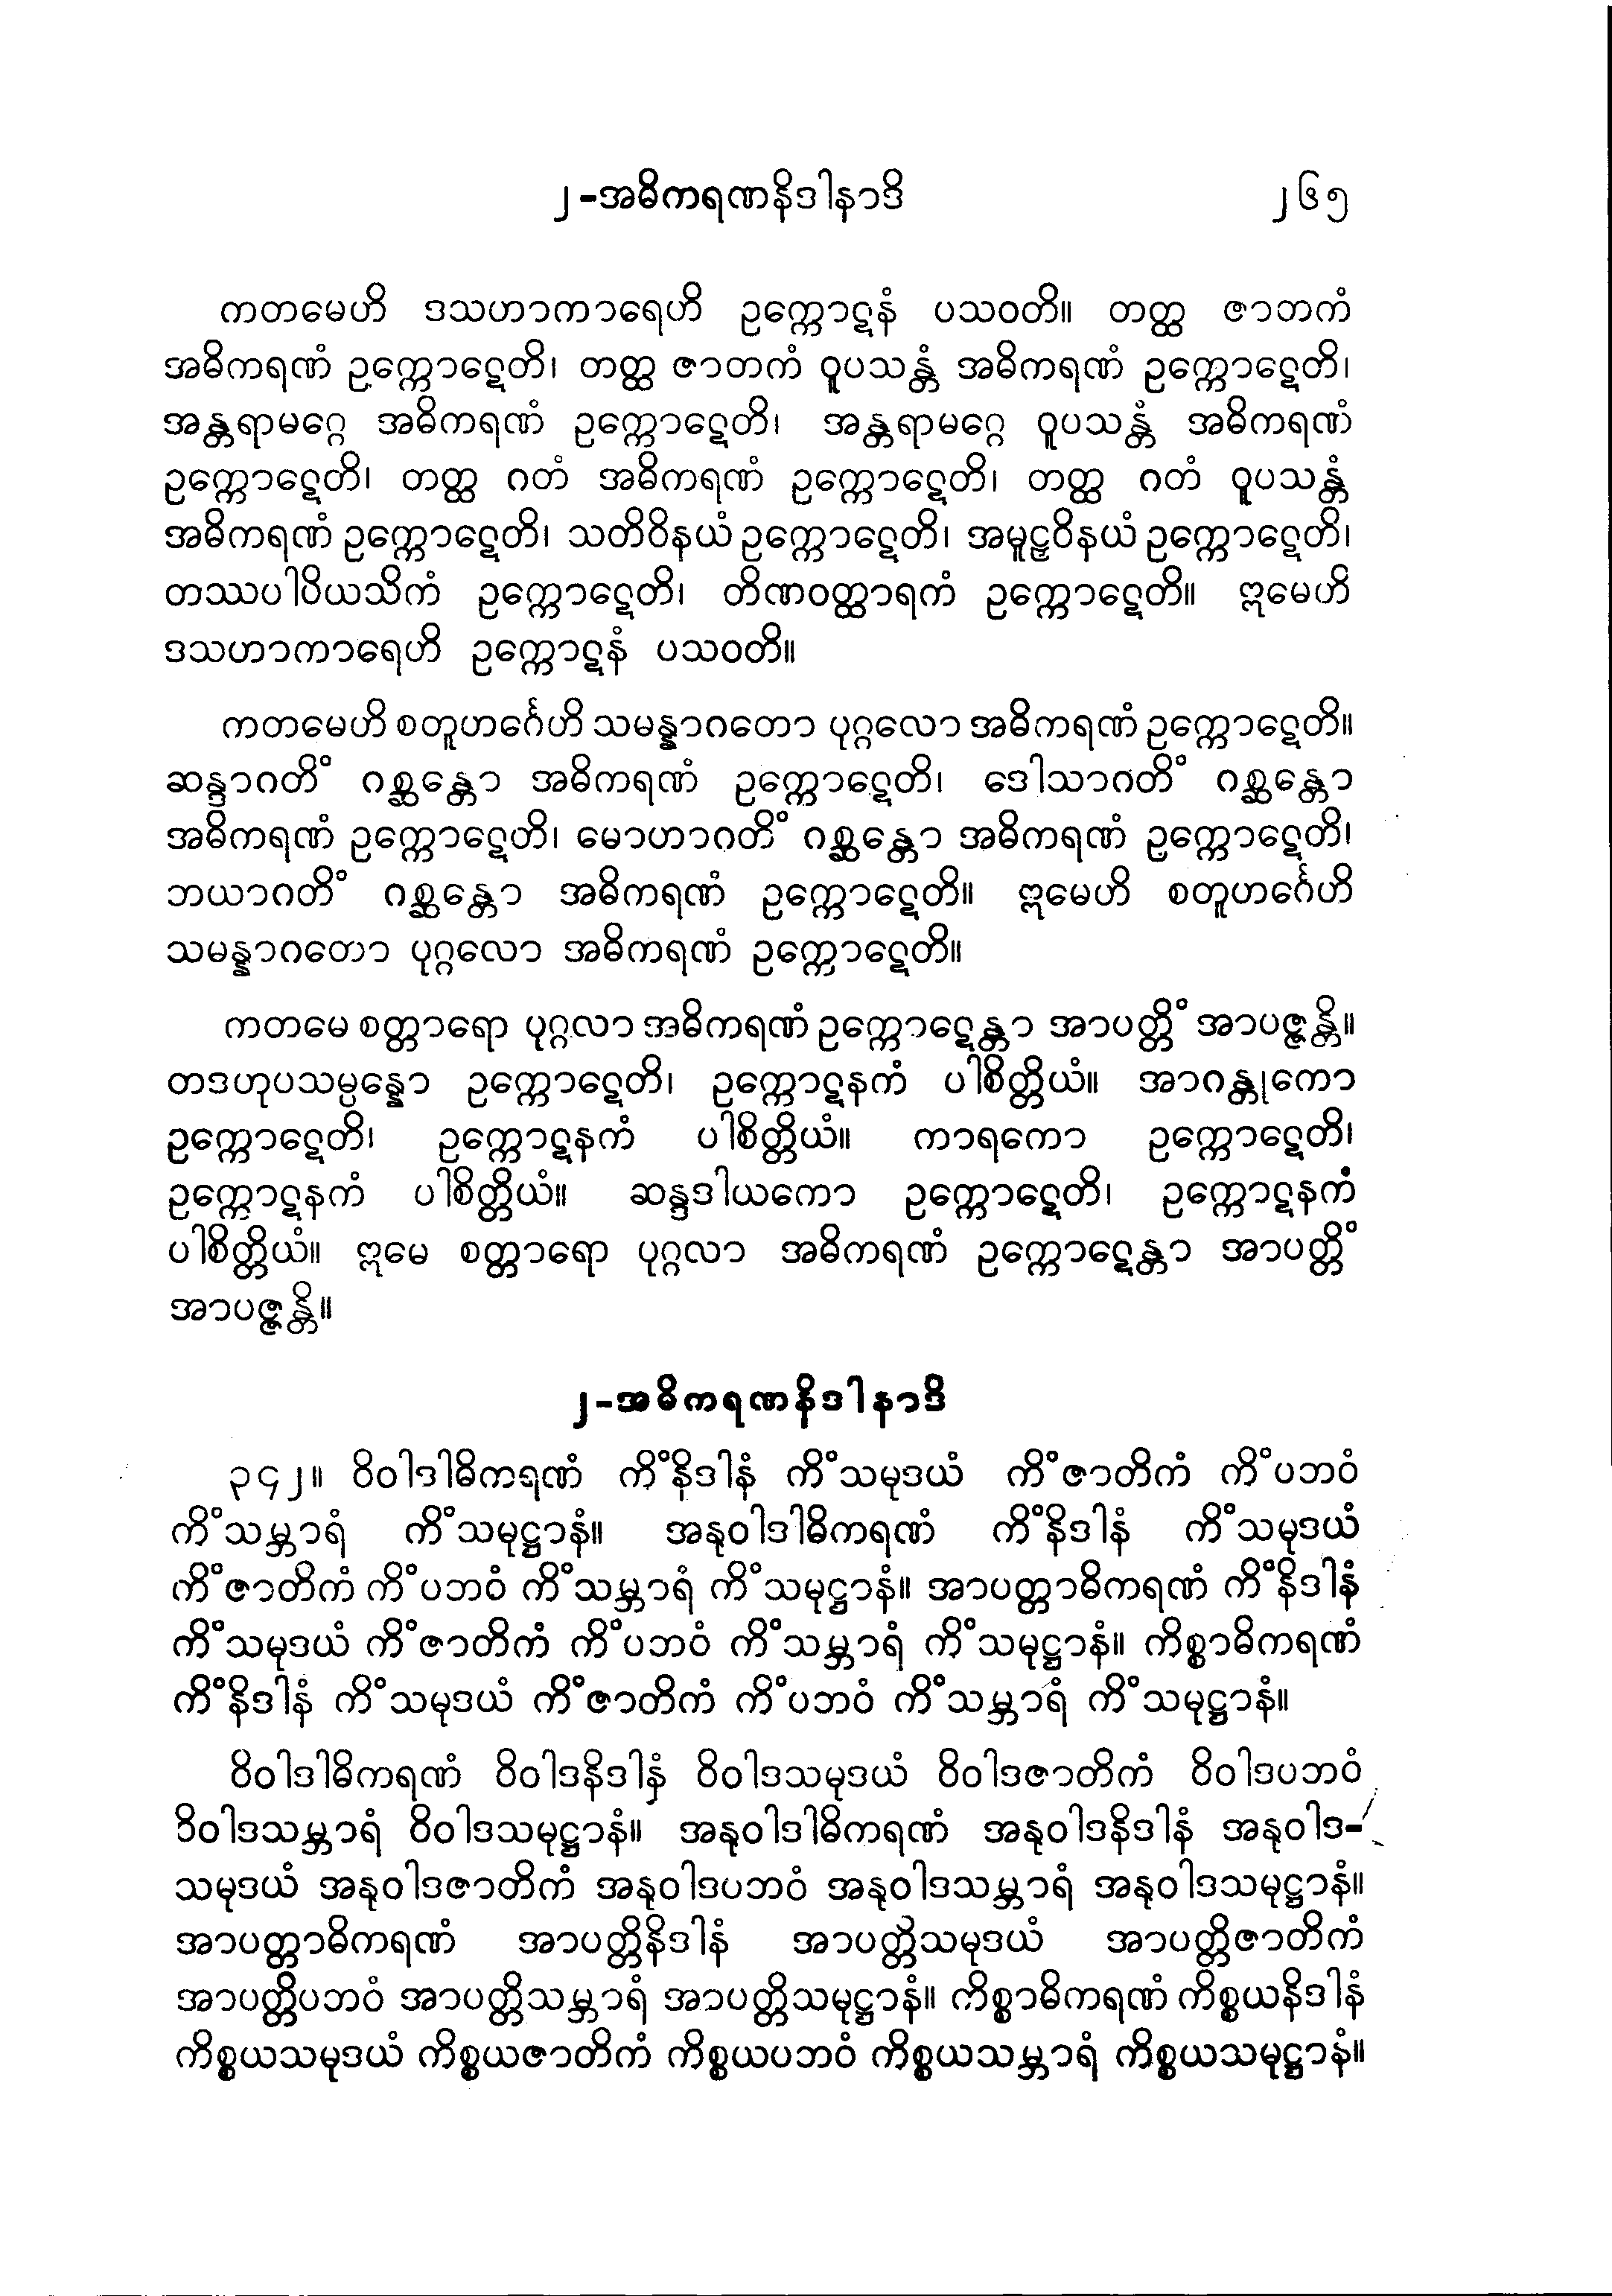 ၂-အဓိကရဏနိဒါနာဒိ ၂၆၅
ကတမေဟိ ဒသဟာကာရေဟိ ဥက္ကောဋနံ ပသဝတိ။ တတ္ထ ဇာတကံ
အဓိကရဏံ ဥက္ကောဋေတိ၊ တတ္ထ ဇာတကံ ဝူပသန္တံ အဓိကရဏံ ဥက္ကောဋေတိ၊
အန္တရာမဂ္ဂေ အဓိကရဏံ ဥက္ကောဋေတိ၊ အန္တရာမဂ္ဂေ ဝူပသန္တံ အဓိကရဏံ
ဥက္ကောဋေတိ၊ တတ္ထ ဂတံ အဓိကရဏံ ဥက္ကောဋေတိ၊ တတ္ထ ဂတံ ဝူပသန္တံ
အဓိကရဏံ ဥက္ကောဋေတိ၊ သတိဝိနယံ ဥက္ကောဋေတိ၊ အမူဠှဝိနယံ ဥက္ကောဋေတိ၊
တဿပါပိယသိကံ ဥက္ကောဋေတိ၊ တိဏဝတ္ထာရကံ ဥက္ကောဋေတိ။ ဣမေဟိ
ဒသဟာကာရေဟိ ဥက္ကောဋနံ ပသဝတိ။
ကတမေဟိ စတူဟင်္ဂေဟိ သမန္နာဂတော ပုဂ္ဂလော အဓိကရဏံ ဥက္ကောဋေတိ။
ဆန္ဒာဂတိံ ဂစ္ဆန္တော အဓိကရဏံ ဥက္ကောဋေတိ၊ ဒေါသာဂတိံ ဂစ္ဆန္တော
အဓိကရဏံ ဥက္ကောဋေတိ၊ မောဟာဂတိံ ဂစ္ဆန္တော အဓိကရဏံ ဥက္ကောဋေတိ၊
ဘယာဂတိံ ဂစ္ဆန္တော အဓိကရဏံ ဥက္ကောဋေတိ။ ဣမေဟိ စတူဟင်္ဂေဟိ
သမန္နာဂတော ပုဂ္ဂလော အဓိကရဏံ ဥက္ကောဋေတိ။
ကတမေ စတ္တာရော ပုဂ္ဂလာ အဓိကရဏံ ဥက္ကောဋေန္တာ အာပတ္တိံ အာပဇ္ဇန္တိ။
တဒဟုပသမ္ပန္နော ဥက္ကောဋေတိ၊ ဥက္ကောဋနကံ ပါစိတ္တိယံ။ အာဂန္တုကော
ဥက္ကောဋေတိ၊ ဥက္ကောဋနကံ ပါစိတ္တိယံ။ ကာရကော ဥက္ကောဋေတိ၊
ဥက္ကောဋနကံ ပါစိတ္တိယံ။ ဆန္ဒဒါယကော ဥက္ကောဋေတိ၊ ဥက္ကောဋနကံ
ပါစိတ္တိယံ။ ဣမေ စတ္တာရော ပုဂ္ဂလာ အဓိကရဏံ ဥက္ကောဋေန္တာ အာပတ္တိံ
အာပဇ္ဇန္တိ။
၂-အဓိကရဏနိဒါနာဒိ
၃၄၂။ ဝိဝါဒါဓိကရဏံ ကိံနိဒါနံ ကိံသမုဒယံ ကိံဇာတိကံ ကိံပဘဝံ
ကိံသမ္ဘာရံ ကိံသမုဋ္ဌာနံ။ အနုဝါဒါဓိကရဏံ ကိံနိဒါနံ ကိံသမုဒယံ
ကိံဇာတိကံ ကိံပဘဝံ ကိံသမ္ဘာရံ ကိံသမုဋ္ဌာနံ။ အာပတ္တာဓိကရဏံ ကိံနိဒါနံ
ကိံသမုဒယံ ကိံဇာတိကံ ကိံပဘဝံ ကိံသမ္ဘာရံ ကိံသမုဋ္ဌာနံ။ ကိစ္စာဓိကရဏံ
ကိံနိဒါနံ ကိံသမုဒယံ ကိံဇာတိကံ ကိံပဘဝံ ကိံသမ္ဘာရံ ကိံသမုဋ္ဌာနံ။
ဝိဝါဒါဓိကရဏံ ဝိဝါဒနိဒါနံ ဝိဝါဒသမုဒယံ ဝိဝါဒဇာတိကံ ဝိဝါဒပဘဝံ
ဝိဝါဒသမ္ဘာရံ ဝိဝါဒသမုဋ္ဌာနံ။ အနုဝါဒါဓိကရဏံ အနုဝါဒနိဒါနံ အနုဝါဒ-
သမုဒယံ အနုဝါဒဇာတိကံ အနုဝါဒပဘဝံ အနုဝါဒသမ္ဘာရံ အနုဝါဒသမုဋ္ဌာနံ။
အာပတ္တာဓိကရဏံ အာပတ္တိနိဒါနံ အာပတ္တိသမုဒယံ အာပတ္တိဇာတိကံ
အာပတ္တိပဘဝံ အာပတ္တိသမ္ဘာရံ အာပတ္တိသမုဋ္ဌာနံ။ ကိစ္စာဓိကရဏံ ကိစ္စယနိဒါနံ
ကိစ္စယသမုဒယံ ကိစ္စယဇာတိကံ ကိစ္စယပဘဝံ ကိစ္စယသမ္ဘာရံ ကိစ္စယသမုဋ္ဌာနံ။